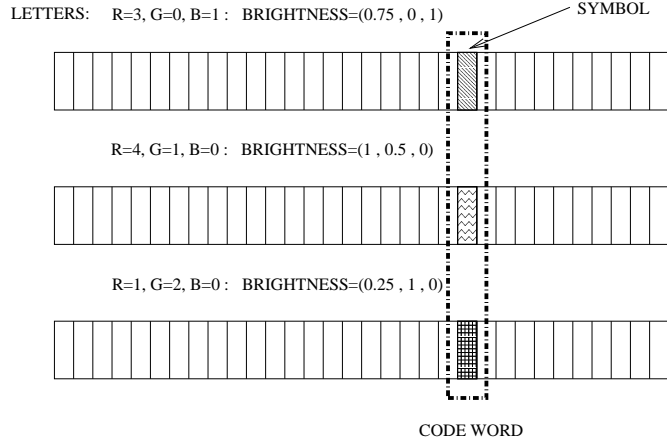 LETTERS: R=3, G=0, B=1 : BRIGHTNESS=(0.75 , 0 , 1)
SYMBOL
R=4, G=1, B=0 : BRIGHTNESS=(1 , 0.5 , 0)
R=1, G=2, B=0 : BRIGHTNESS=(0.25 , 1 , 0)
CODE WORD